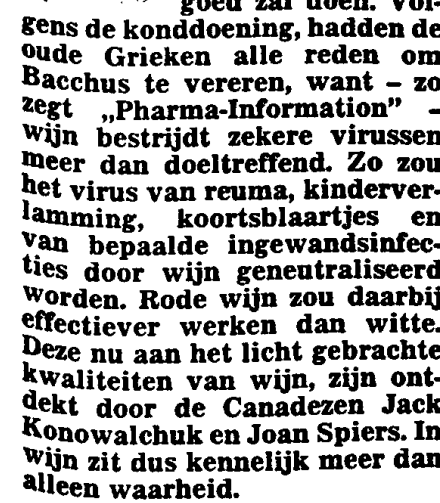 goed zal doen. Vol-
gens de konddoening, hadden de
oude Grieken alle reden om
Bacchus te vereren, want – zo
zegt „Pharma-Information” –
wijn bestrijdt zekere virussen
meer dan doeltreffend. Zo zou
het virus van reuma, kinderver-
lamming, koortsblaartjes en
van bepaalde ingewandsinfec-
ties door wijn geneutraliseerd
worden. Rode wijn zou daarbij
effectiever werken dan witte.
Deze nu aan het licht gebrachte
kwaliteiten van wijn, zijn ont-
dekt door de Canadezen Jack
Konowalchuk en Joan Spiers. In
wijn zit dus kennelijk meer dan
alleen waarheid.